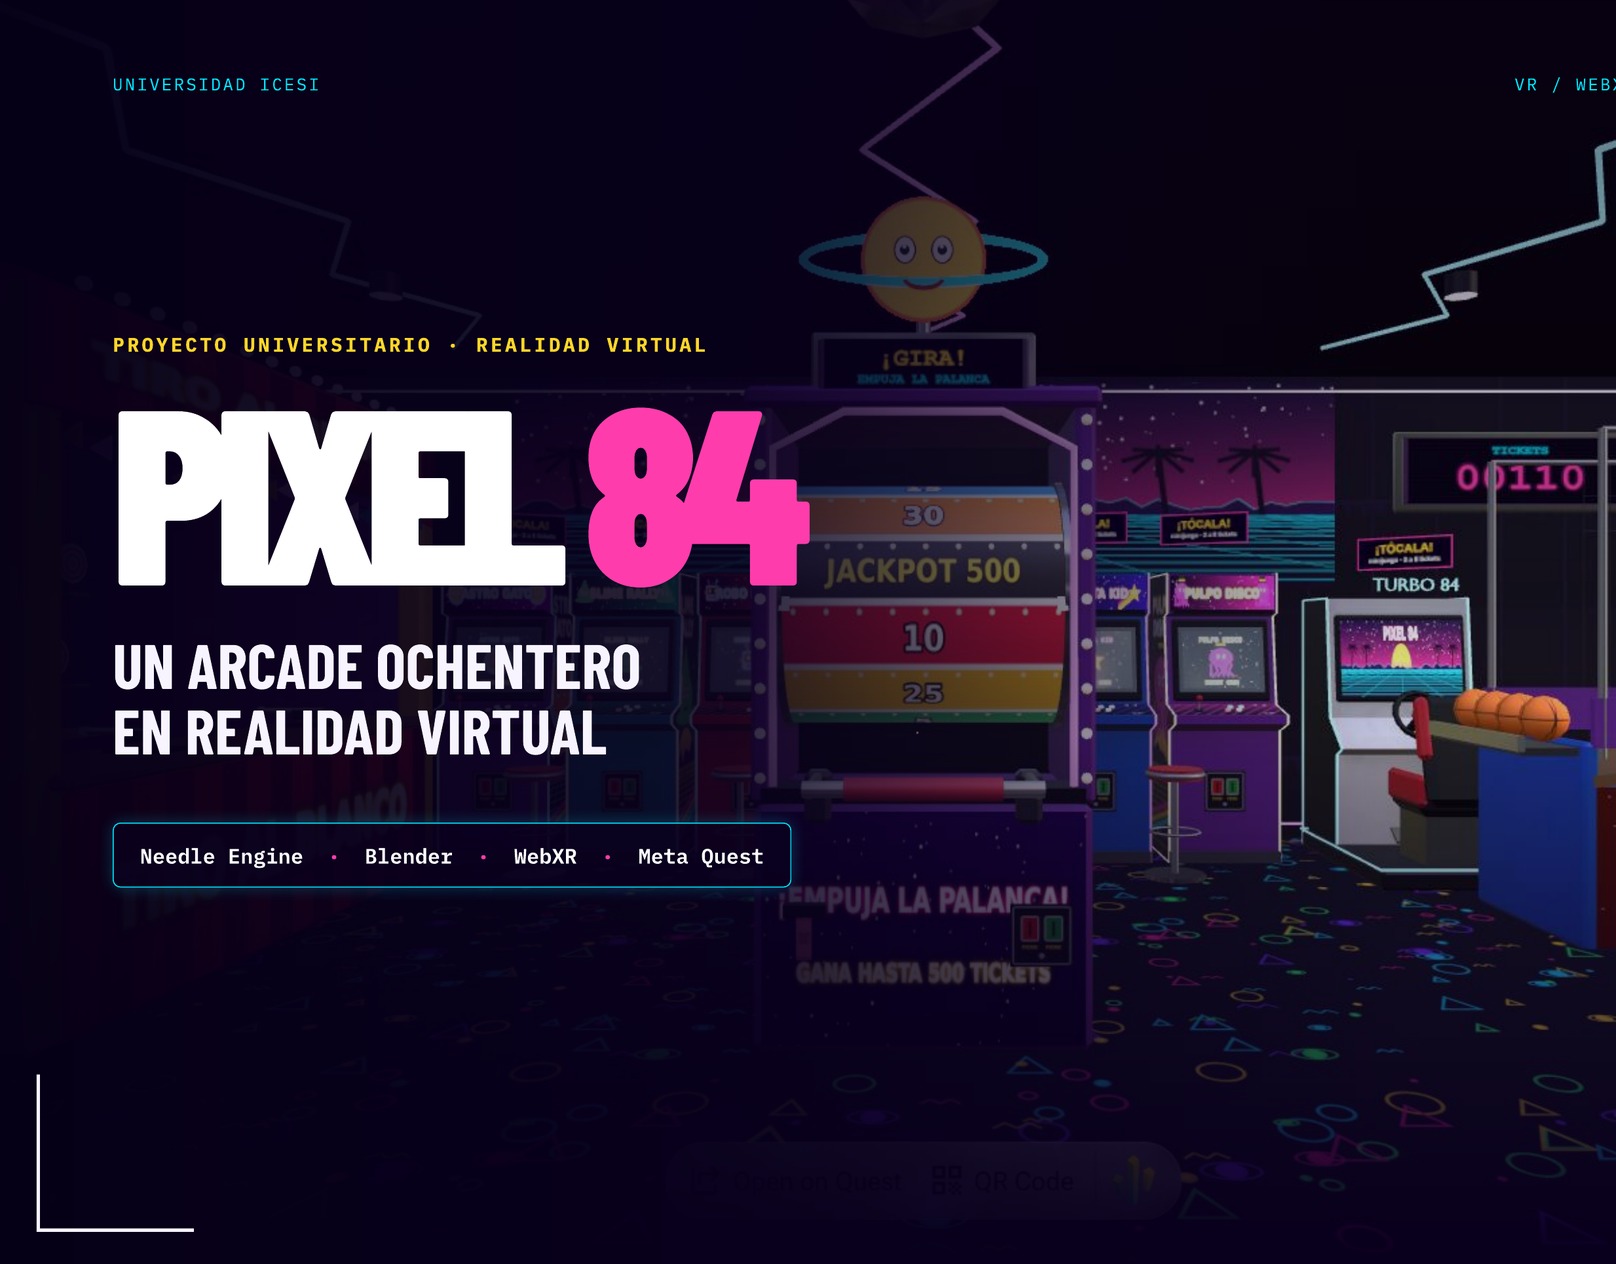 UNIVERSIDAD ICESI
VR / WEBX
PROYECTO UNIVERSITARIO · REALIDAD VIRTUAL
¡GIRA!
EMPUJA LA PALANCA
PIXEL 84
TICKETS
00110
30
JACKPOT 500
10
25
¡TÓCALA!
¡TÓCALA!
TURBO 84
PULPO DISCO
PIXEL 84
UN ARCADE OCHENTERO
EN REALIDAD VIRTUAL
Needle Engine · Blender · WebXR · Meta Quest
¡EMPUJA LA PALANCA!
GANA HASTA 500 TICKETS
Open on Quest
QR Code